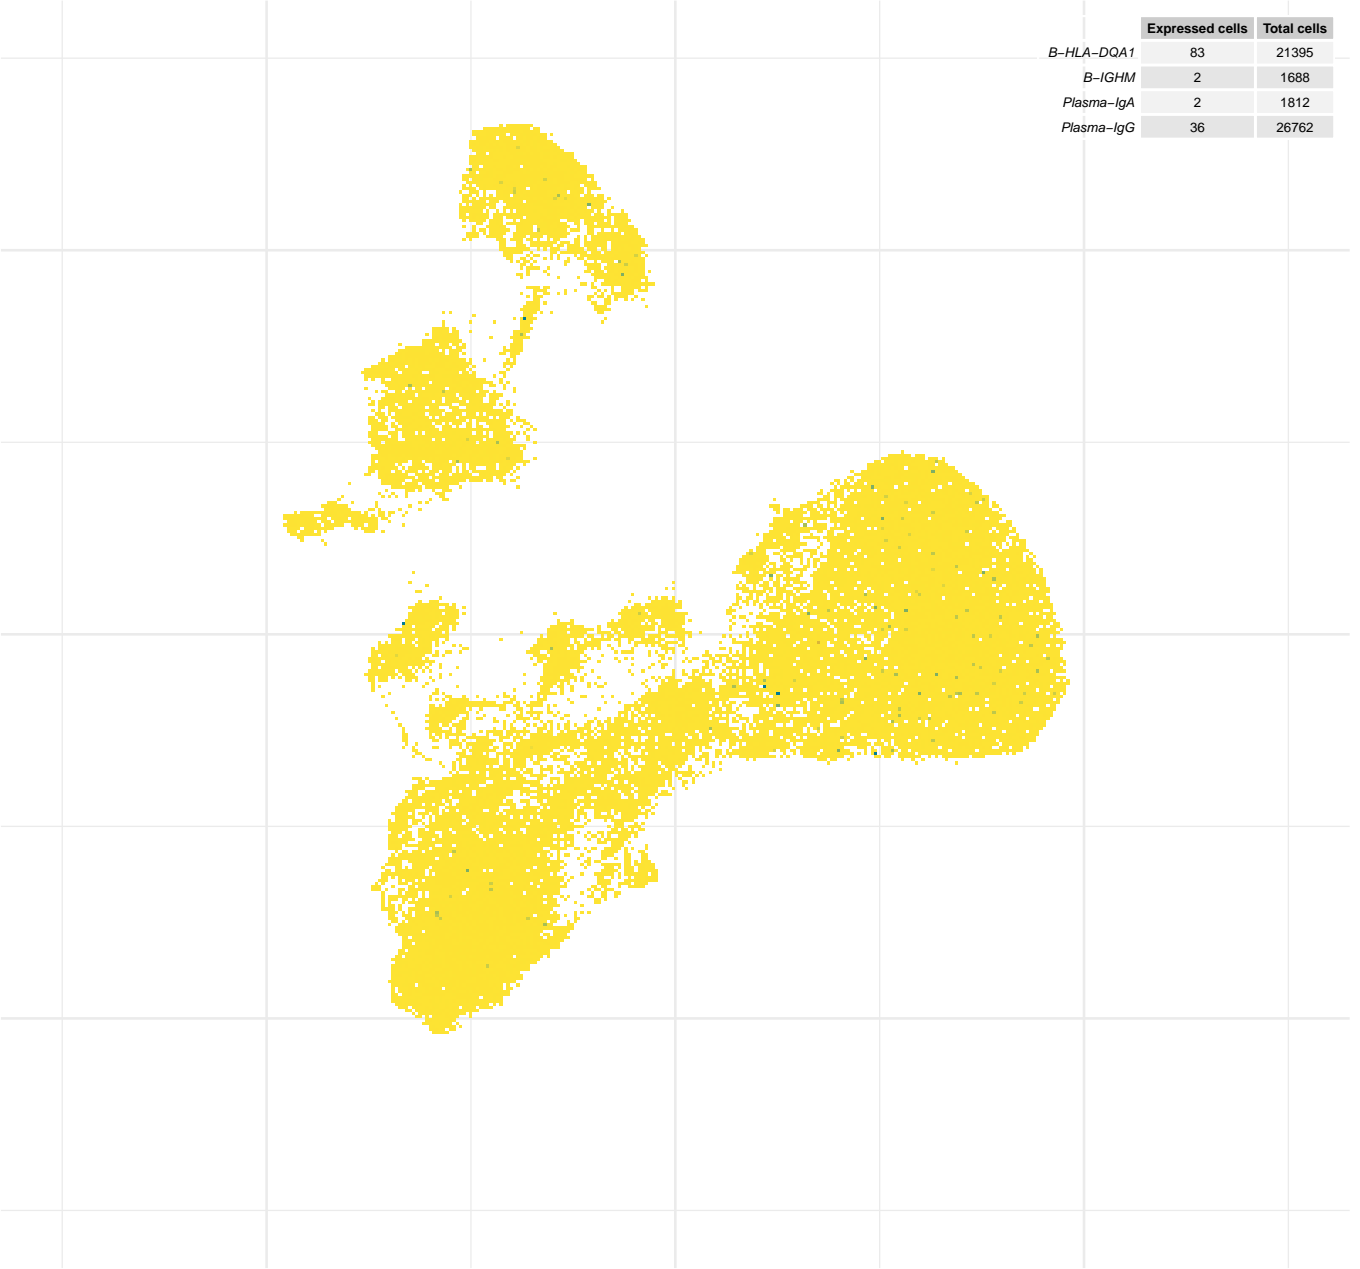 Expressed cells Total cells
B−HLA−DQA1 83 21395
B−IGHM 2 1688
Plasma−IgA 2 1812
Plasma−IgG 36 26762